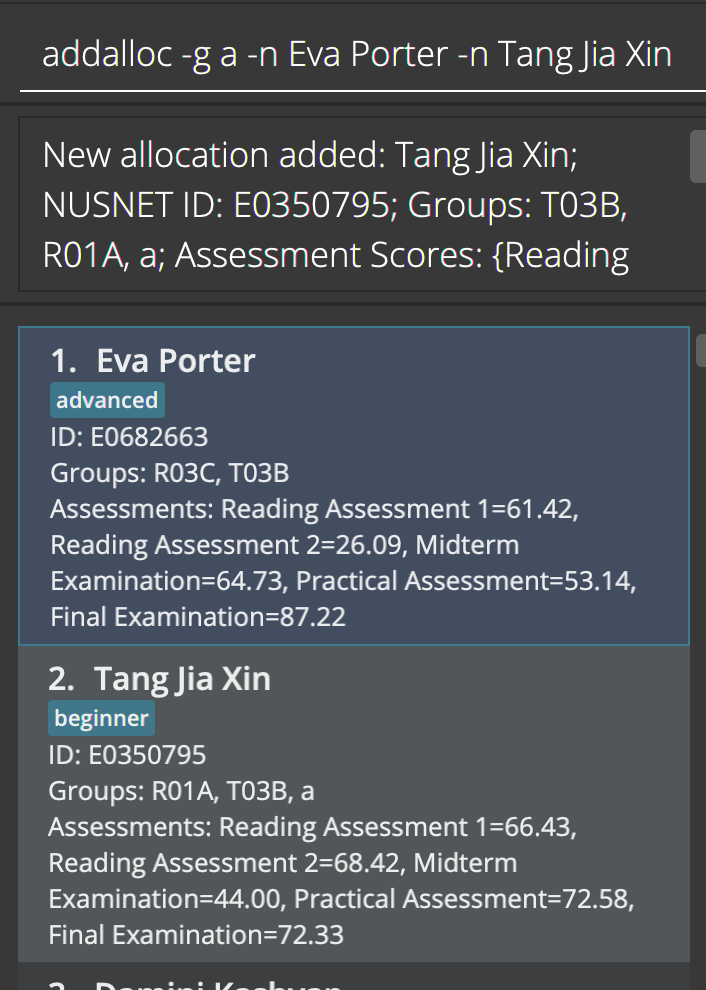 addalloc -g a -n Eva Porter -n Tang Jia Xin
New allocation added: Tang Jia Xin;
NUSNET ID: E0350795; Groups: T03B,
R01A, a; Assessment Scores: {Reading
1. Eva Porter
advanced
ID: E0682663
Groups: R03C, T03B
Assessments: Reading Assessment 1=61.42,
Reading Assessment 2=26.09, Midterm
Examination=64.73, Practical Assessment=53.14,
Final Examination=87.22
2. Tang Jia Xin
beginner
ID: E0350795
Groups: R01A, T03B, a
Assessments: Reading Assessment 1=66.43,
Reading Assessment 2=68.42, Midterm
Examination=44.00, Practical Assessment=72.58,
Final Examination=72.33